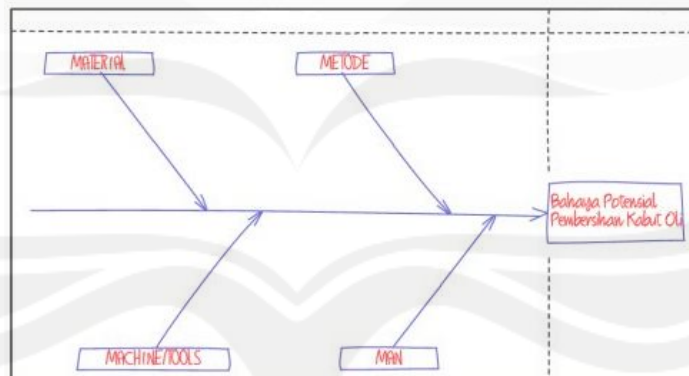 MATERIAL
METODE
Bahaya Potensial
Pembersihan Kabut Oli
MACHINE/TOOLS
MAN